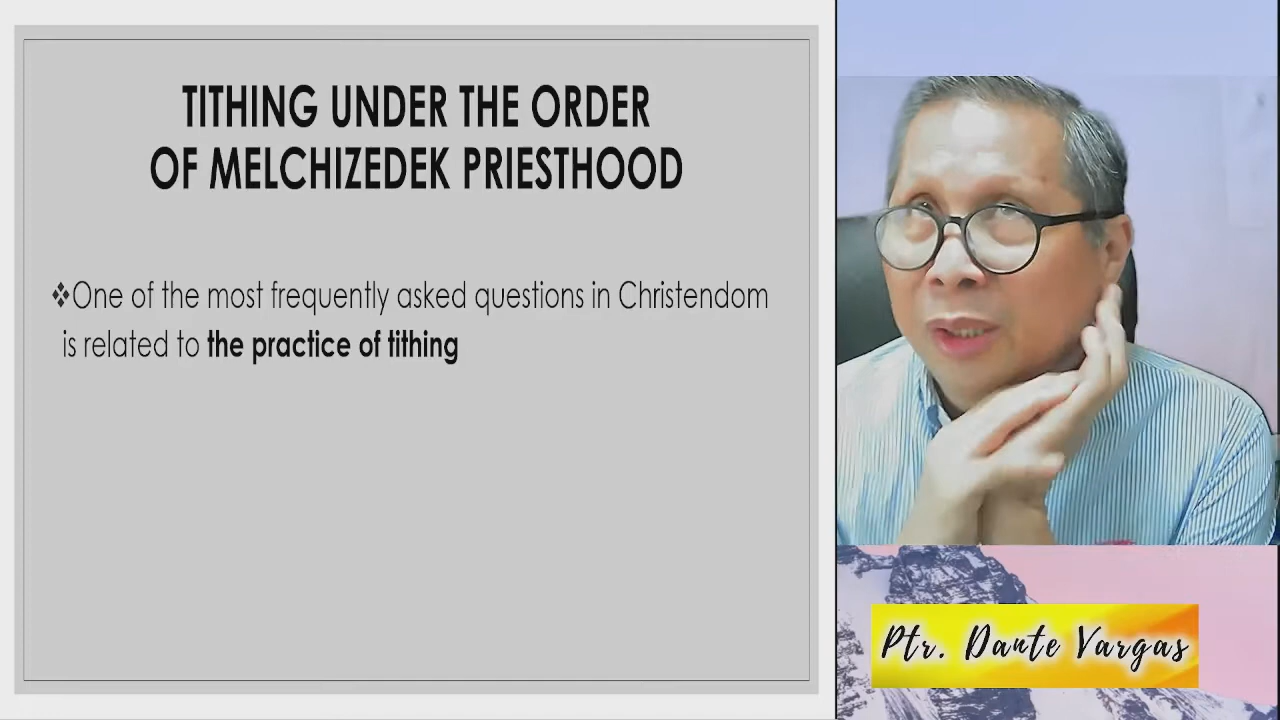 TITHING UNDER THE ORDER
OF MELCHIZEDEK PRIESTHOOD
❖One of the most frequently asked questions in Christendom
is related to the practice of tithing
Ptr. Dante Vargas